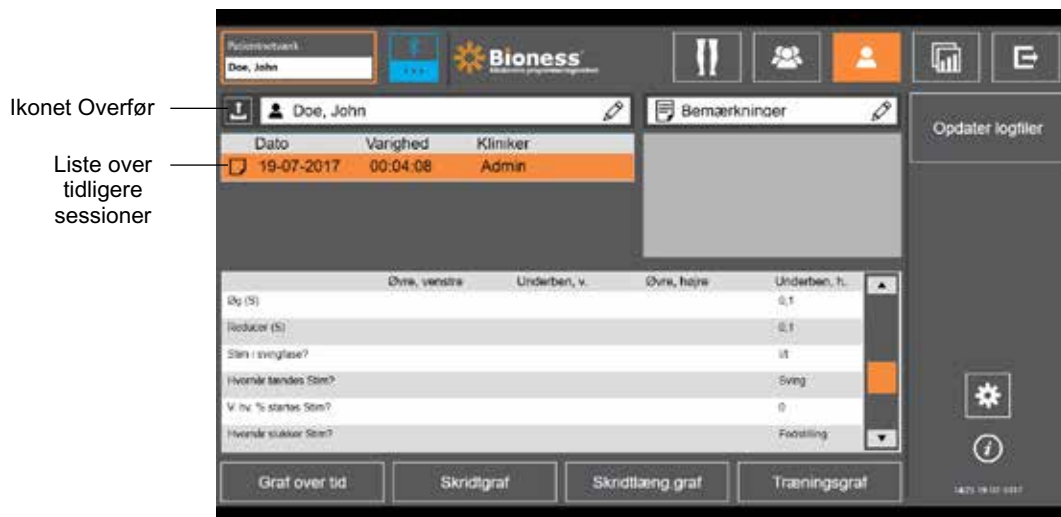 Patientnetværk
Doe, John
Bioness
Ikonet Overfør
Doe, John
Bemærkninger
Opdater logfiler
Liste over
tidligere
sessioner
Dato Varighed Kliniker
19-07-2017 00:04:08 Admin
Øvre, venstre Underben, v. Øvre, højre Underben, h.
Øg (S) 0,1
Reducer (S) 0,1
Stim i svingfase?
Hvornår tændes Stim? Sving
V. hv. % startes Stim? 0
Hvornår slukker Stim? Fodstilling
Graf over tid Skridtgraf Skridtlæng.graf Træningsgraf